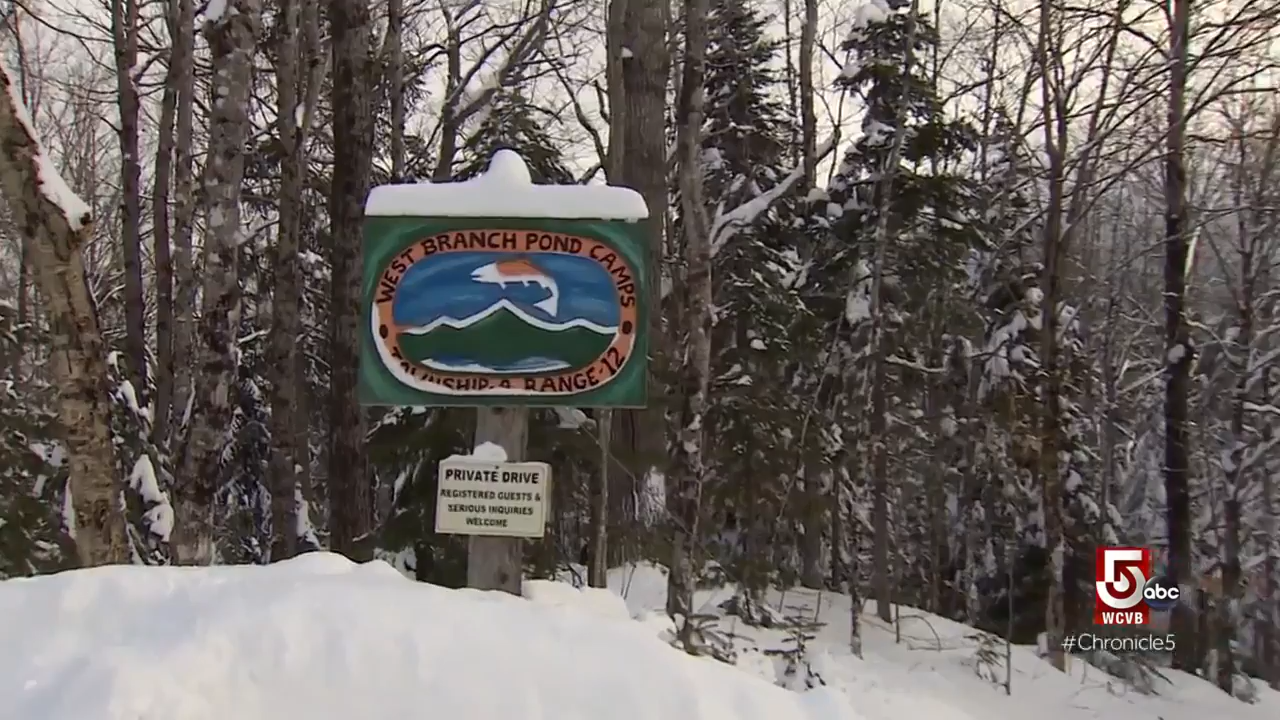 WEST BRANCH POND CAMPS
TOWNSHIP-A RANGE-12
PRIVATE DRIVE
REGISTERED GUESTS &
SERIOUS INQUIRIES
WELCOME
5 abc
WCVB
#Chronicle5